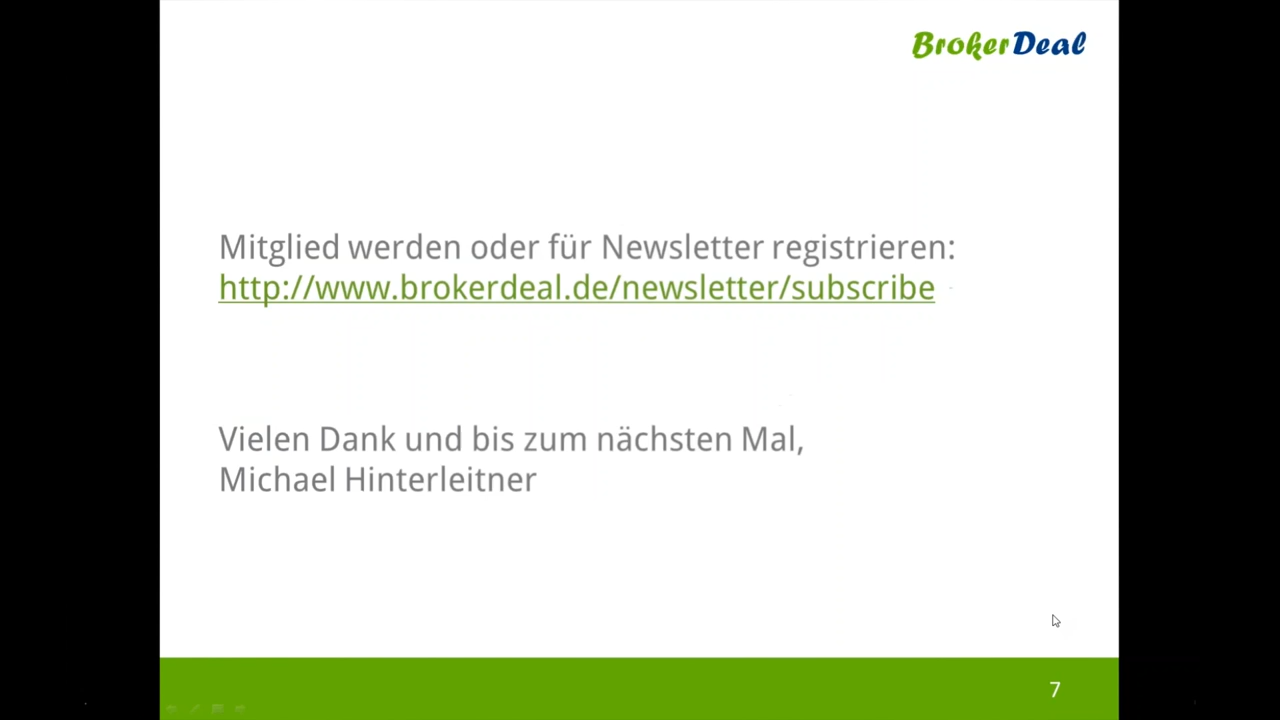 BrokerDeal
Mitglied werden oder für Newsletter registrieren:
http://www.brokerdeal.de/newsletter/subscribe
Vielen Dank und bis zum nächsten Mal,
Michael Hinterleitner
7